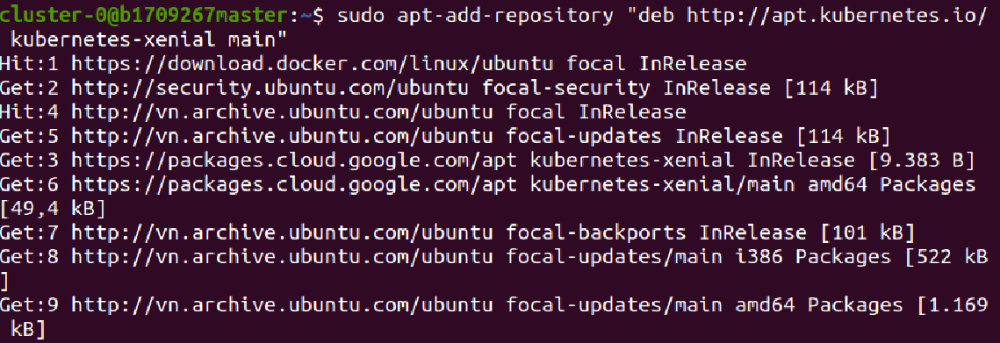 cluster-0@b1709267master:~$ sudo apt-add-repository "deb http://apt.kubernetes.io/
 kubernetes-xenial main"
Hit:1 https://download.docker.com/linux/ubuntu focal InRelease
Get:2 http://security.ubuntu.com/ubuntu focal-security InRelease [114 kB]
Hit:4 http://vn.archive.ubuntu.com/ubuntu focal InRelease
Get:5 http://vn.archive.ubuntu.com/ubuntu focal-updates InRelease [114 kB]
Get:3 https://packages.cloud.google.com/apt kubernetes-xenial InRelease [9.383 B]
Get:6 https://packages.cloud.google.com/apt kubernetes-xenial/main amd64 Packages
[49,4 kB]
Get:7 http://vn.archive.ubuntu.com/ubuntu focal-backports InRelease [101 kB]
Get:8 http://vn.archive.ubuntu.com/ubuntu focal-updates/main i386 Packages [522 kB
]
Get:9 http://vn.archive.ubuntu.com/ubuntu focal-updates/main amd64 Packages [1.169
 kB]